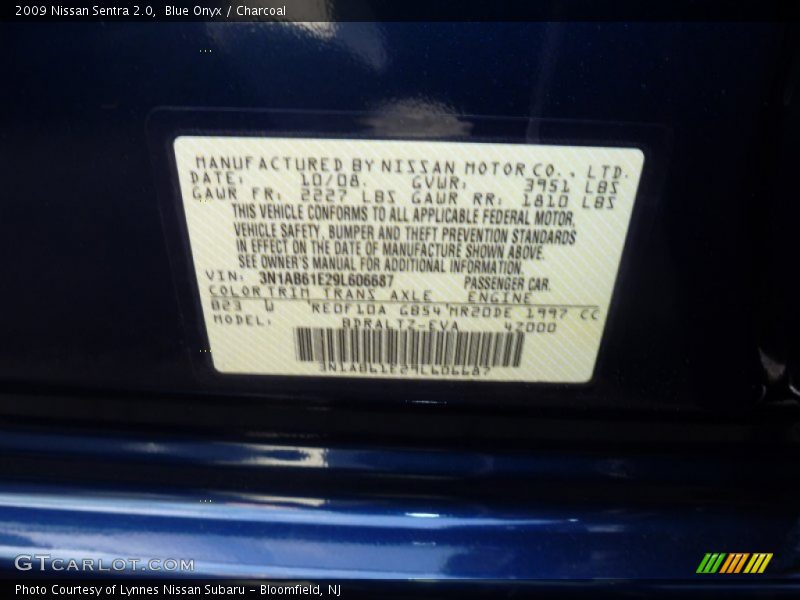 2009 Nissan Sentra 2.0,  Blue Onyx / Charcoal
MANUFACTURED BY NISSAN MOTOR CO., LTD.
DATE: 10/08. GVWR: 3951 LBS
GAWR FR: 2227 LBS GAWR RR: 1810 LBS
THIS VEHICLE CONFORMS TO ALL APPLICABLE FEDERAL MOTOR
VEHICLE SAFETY, BUMPER AND THEFT PREVENTION STANDARDS
IN EFFECT ON THE DATE OF MANUFACTURE SHOWN ABOVE.
SEE OWNER'S MANUAL FOR ADDITIONAL INFORMATION.
VIN: 3N1AB61E29L606687 PASSENGER CAR.
COLOR TRIM TRANS AXLE ENGINE
B23 W RE0F10A GB54 MR20DE 1997 CC
MODEL: BDRALTZ-EVA 47000
3N1AB61E29L606687
GTCARLOT.COM
Photo Courtesy of Lynnes Nissan Subaru - Bloomfield, NJ